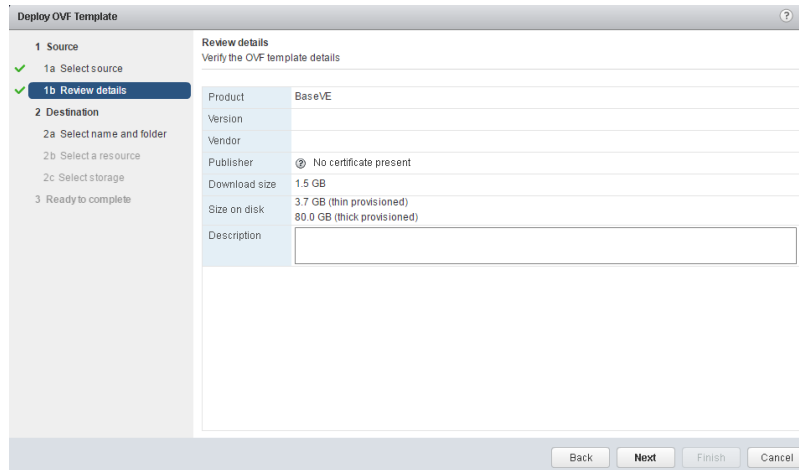 Deploy OVF Template
?
1 Source
1a Select source
1b Review details
2 Destination
2a Select name and folder
2b Select a resource
2c Select storage
3 Ready to complete
Review details
Verify the OVF template details
Product BaseVE
Version
Vendor
Publisher ? No certificate present
Download size 1.5 GB
Size on disk 3.7 GB (thin provisioned)
80.0 GB (thick provisioned)
Description
Back Next Finish Cancel